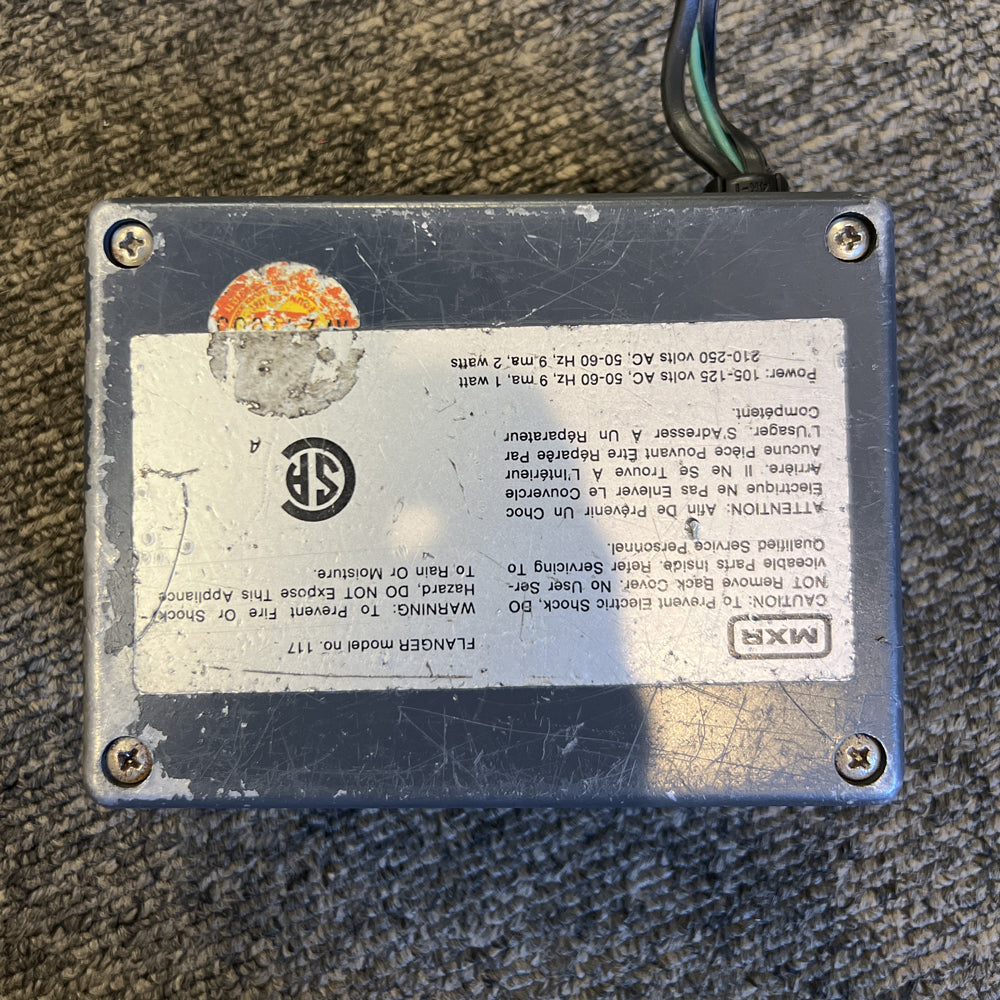 MXR
CAUTION: To Prevent Electric Shock, DO
NOT Remove Back Cover. No User Ser-
viceable Parts Inside. Refer Servicing To
Qualified Service Personnel.
ATTENTION: Afin De Prévenir Un Choc
Electrique Ne Pas Enlever Le Couvercle
Arrière. Il Ne Se Trouve À L'Intérieur
Aucune Pièce Pouvant Être Réparée Par
L'Usager. S'Adresser À Un Réparateur
Compétent.
Power: 105-125 volts AC, 50-60 Hz, 9 ma, 1 watt
210-250 volts AC, 50-60 Hz, 9 ma, 2 watts
FLANGER model no. 117
WARNING: To Prevent Fire Or Shock
Hazard, DO NOT Expose This Appliance
To Rain Or Moisture.
SA
A